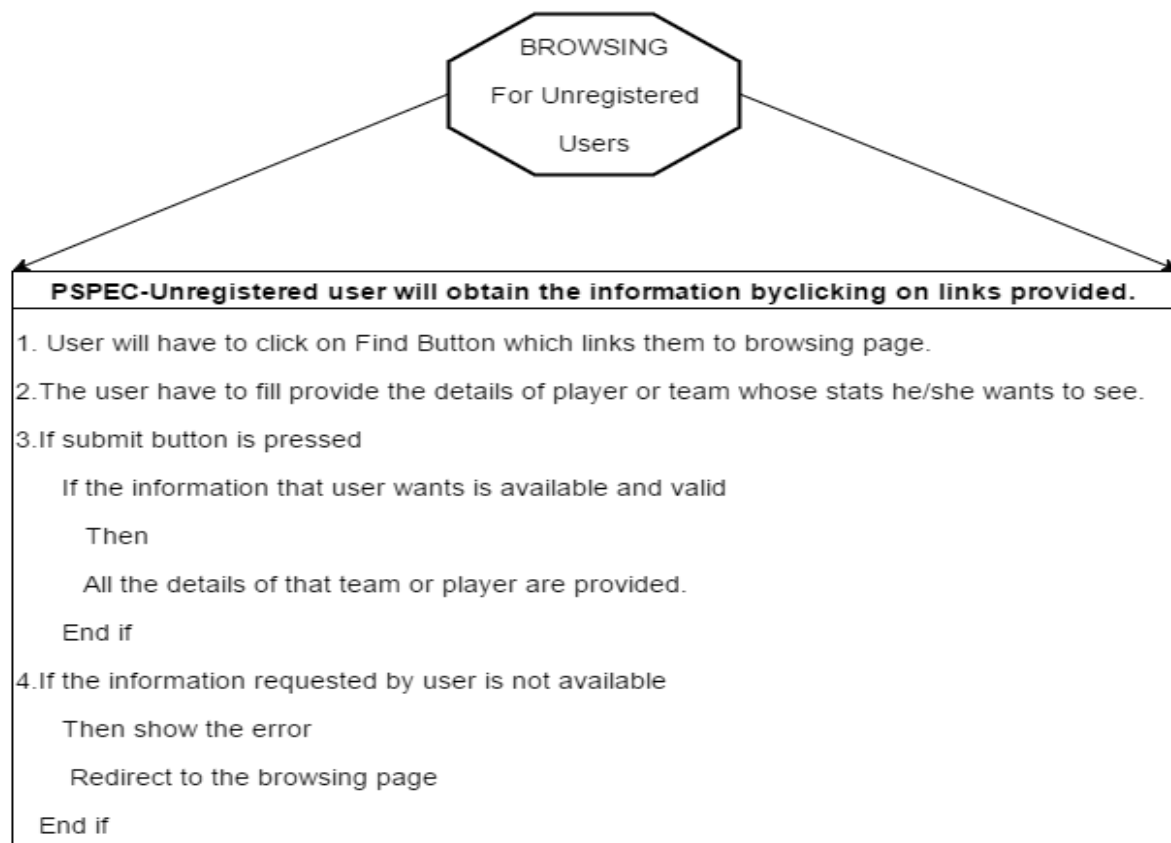 BROWSING
For Unregistered
Users
PSPEC-Unregistered user will obtain the information byclicking on links provided.
1. User will have to click on Find Button which links them to browsing page.
2.The user have to fill provide the details of player or team whose stats he/she wants to see.
3.If submit button is pressed
If the information that user wants is available and valid
Then
All the details of that team or player are provided.
End if
4.If the information requested by user is not available
Then show the error
Redirect to the browsing page
End if